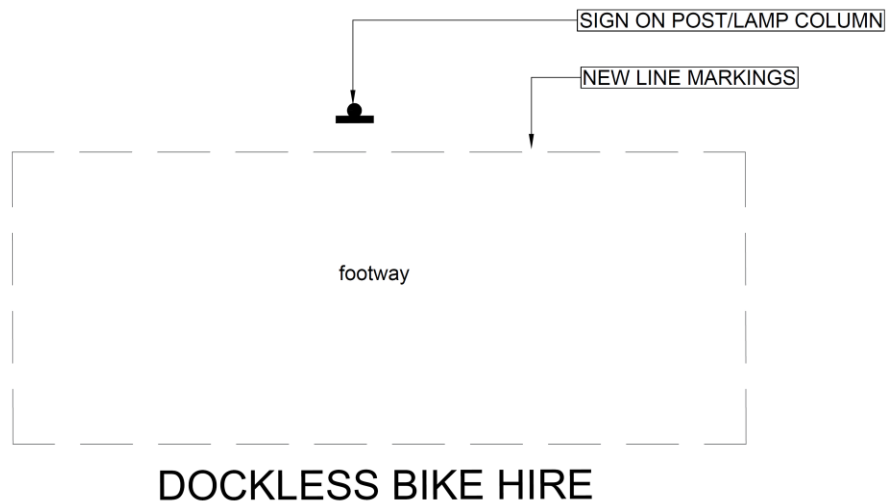 SIGN ON POST/LAMP COLUMN
NEW LINE MARKINGS
footway
DOCKLESS BIKE HIRE